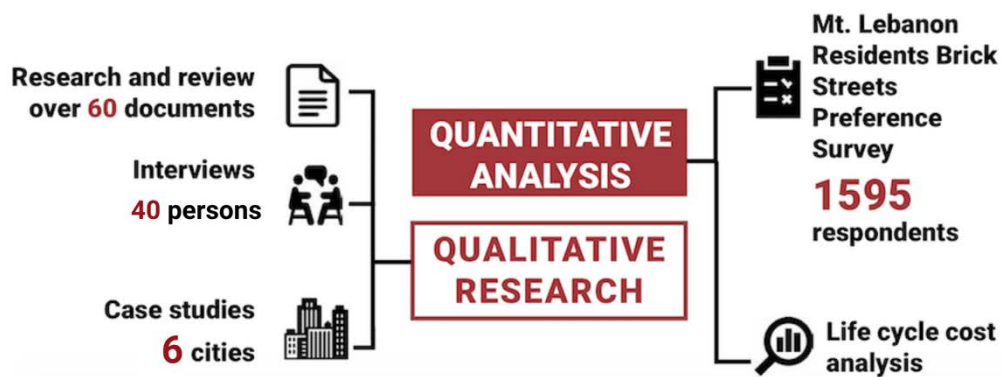 Research and review
over 60 documents
Interviews
40 persons
Case studies
6 cities
QUANTITATIVE
ANALYSIS
QUALITATIVE
RESEARCH
Mt. Lebanon
Residents Brick
Streets
Preference
Survey
1595
respondents
Life cycle cost
analysis